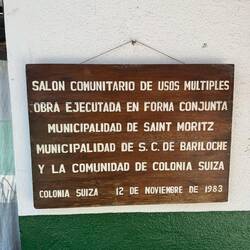 SALON COMUNITARIO DE USOS MULTIPLES
OBRA EJECUTADA EN FORMA CONJUNTA
MUNICIPALIDAD DE SAINT MORITZ
MUNICIPALIDAD DE S. C. DE BARILOCHE
Y LA COMUNIDAD DE COLONIA SUIZA
COLONIA SUIZA 12 DE NOVIEMBRE DE 1983